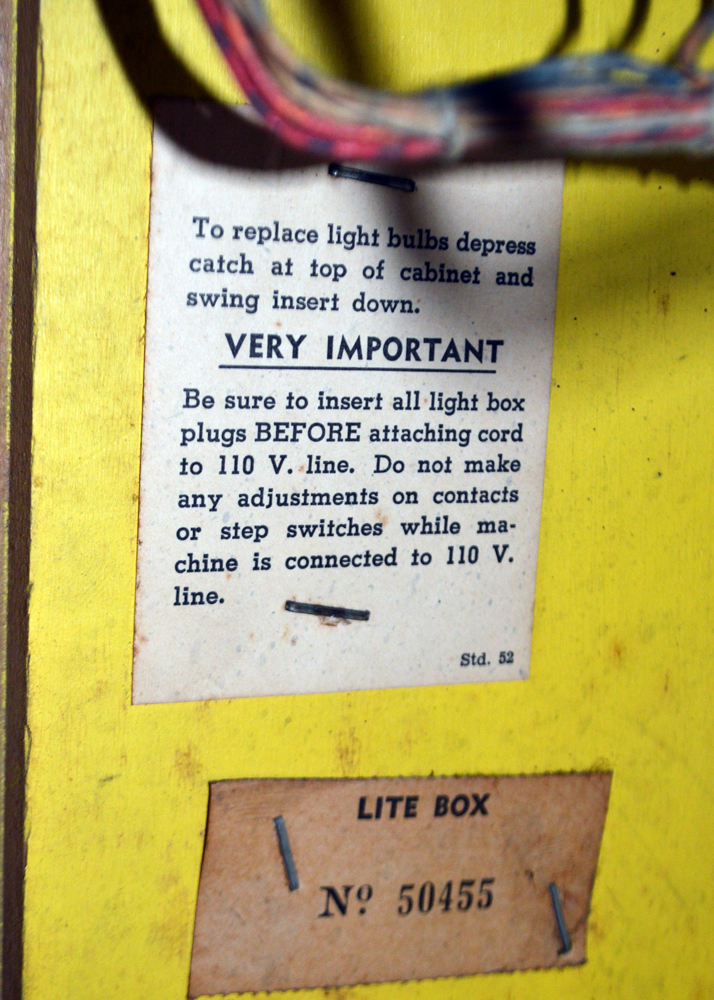 To replace light bulbs depress
catch at top of cabinet and
swing insert down.
VERY IMPORTANT
Be sure to insert all light box
plugs BEFORE attaching cord
to 110 V. line. Do not make
any adjustments on contacts
or step switches while ma-
chine is connected to 110 V.
line.
Std. 52
LITE BOX
Nº 50455